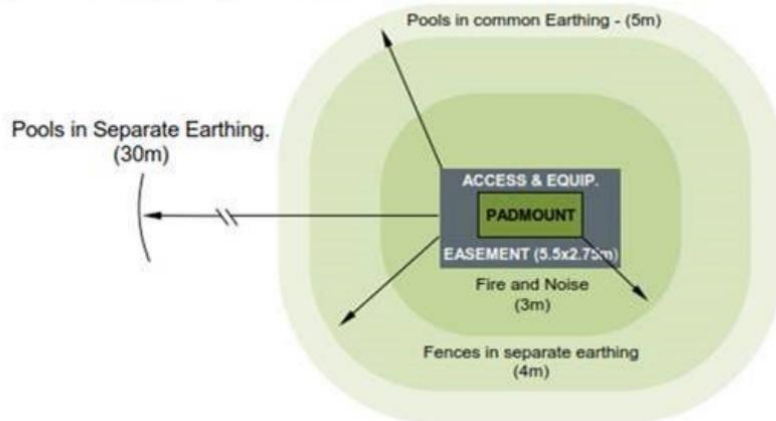 Pools in common Earthing - (5m)
Pools in Separate Earthing.
(30m)
ACCESS & EQUIP.
PADMOUNT
EASEMENT (5.5x2.75m)
Fire and Noise
(3m)
Fences in separate earthing
(4m)